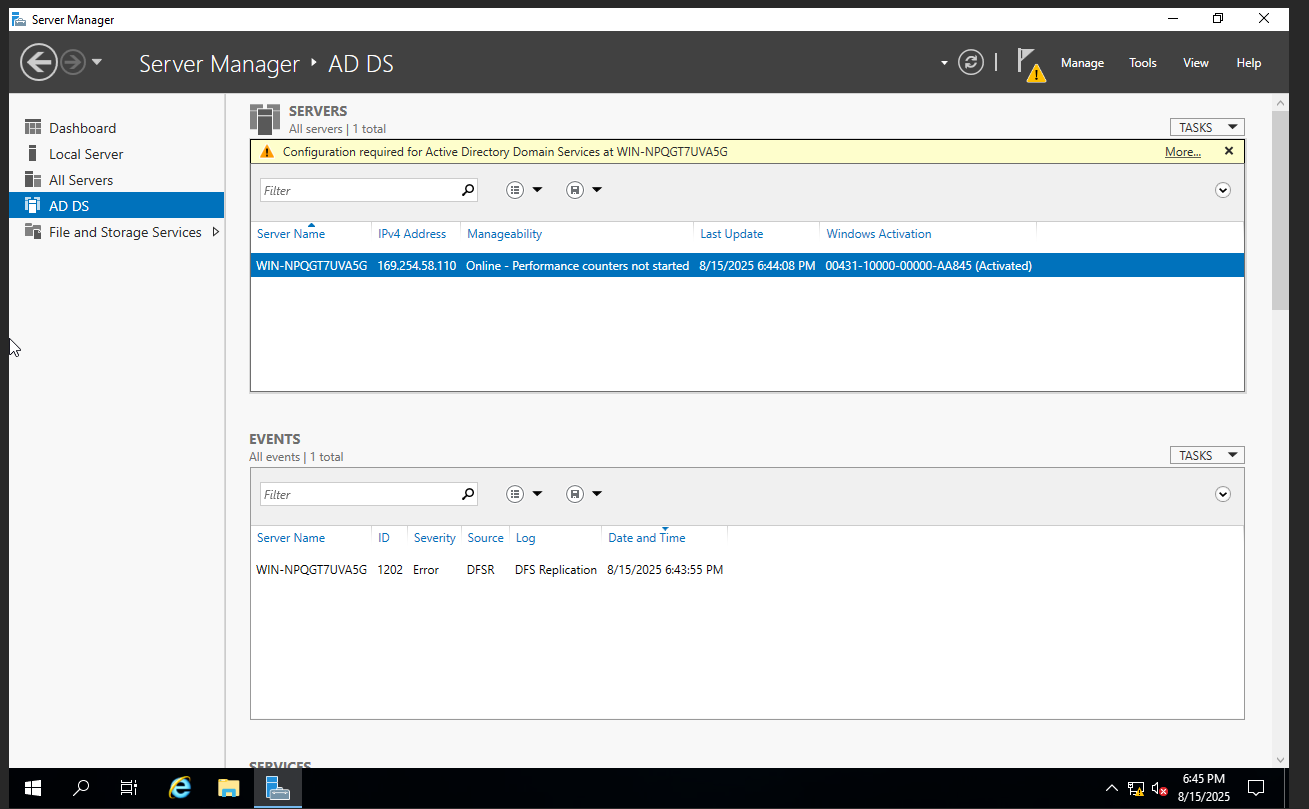 Server Manager
Server Manager AD DS
Manage Tools View Help
Dashboard
Local Server
All Servers
AD DS
File and Storage Services
SERVERS
All servers | 1 total
TASKS
Configuration required for Active Directory Domain Services at WIN-NPQGT7UVA5G
More...
Filter
Server Name IPv4 Address Manageability Last Update Windows Activation
WIN-NPQGT7UVA5G 169.254.58.110 Online - Performance counters not started 8/15/2025 6:44:08 PM 00431-10000-00000-AA845 (Activated)
EVENTS
All events | 1 total
TASKS
Filter
Server Name ID Severity Source Log Date and Time
WIN-NPQGT7UVA5G 1202 Error DFSR DFS Replication 8/15/2025 6:43:55 PM
SERVICES
6:45 PM
8/15/2025